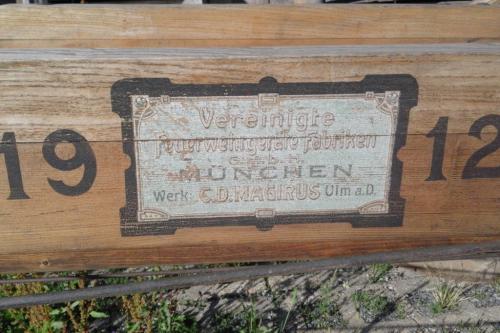 19
Vereinigte
Feuerwehrgeräte Fabriken
G.m.b.H.
MÜNCHEN
Werk: C.D.MAGIRUS Ulm a.D.
12